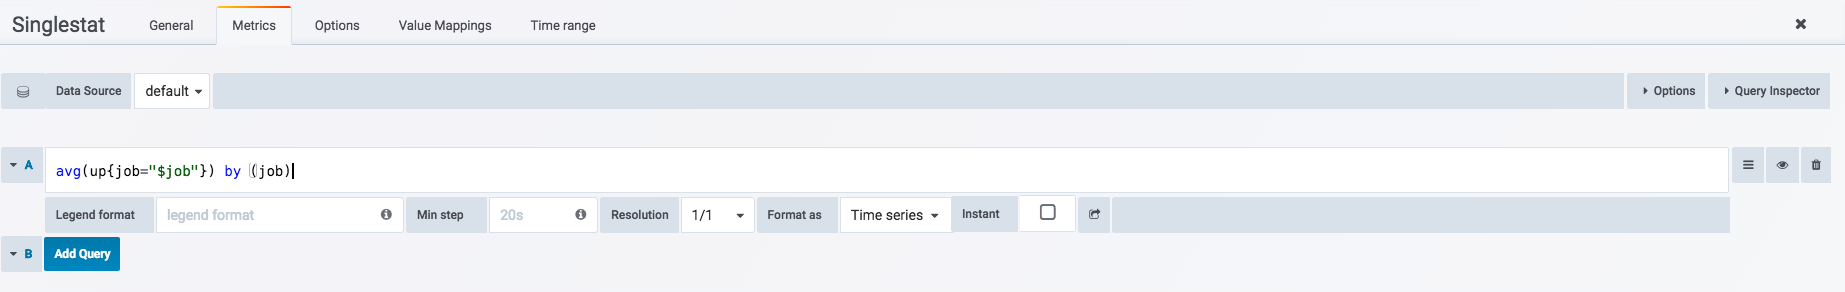 Singlestat General Metrics Options Value Mappings Time range
Data Source default Options Query Inspector
A avg(up{job="$job"}) by (job)
Legend format legend format Min step 20s Resolution 1/1 Format as Time series Instant
B Add Query